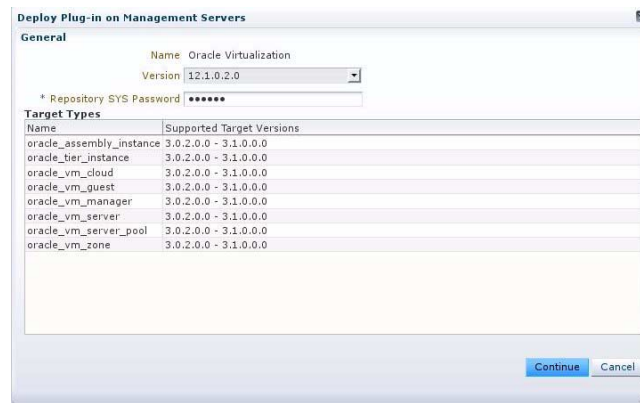 Deploy Plug-in on Management Servers
General
Name Oracle Virtualization
Version 12.1.0.2.0
* Repository SYS Password ●●●●●●
Target Types
Name Supported Target Versions
oracle_assembly_instance 3.0.2.0.0 - 3.1.0.0.0
oracle_tier_instance 3.0.2.0.0 - 3.1.0.0.0
oracle_vm_cloud 3.0.2.0.0 - 3.1.0.0.0
oracle_vm_guest 3.0.2.0.0 - 3.1.0.0.0
oracle_vm_manager 3.0.2.0.0 - 3.1.0.0.0
oracle_vm_server 3.0.2.0.0 - 3.1.0.0.0
oracle_vm_server_pool 3.0.2.0.0 - 3.1.0.0.0
oracle_vm_zone 3.0.2.0.0 - 3.1.0.0.0
Continue Cancel